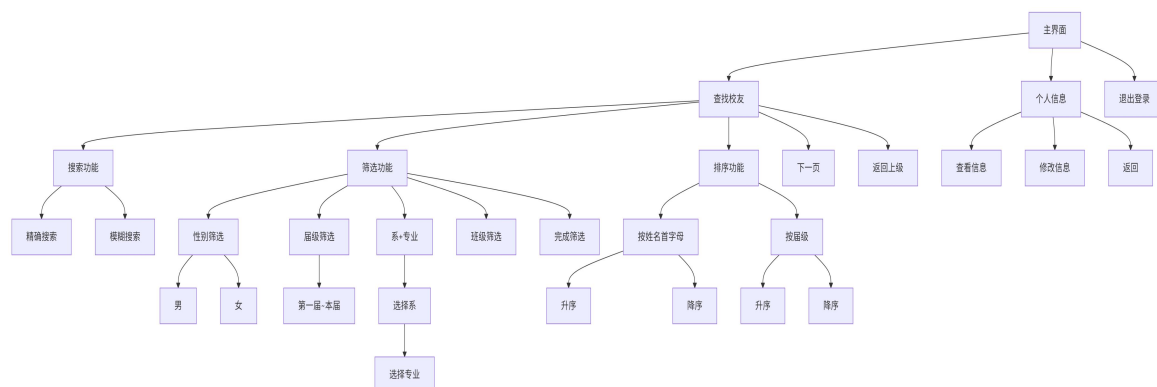 主界面
查找校友
个人信息
退出登录
搜索功能
筛选功能
排序功能
下一页
返回上级
查看信息
修改信息
返回
精确搜索
模糊搜索
性别筛选
届级筛选
系+专业
班级筛选
完成筛选
按姓名首字母
按届级
男
女
第一届-本届
选择系
升序
降序
升序
降序
选择专业